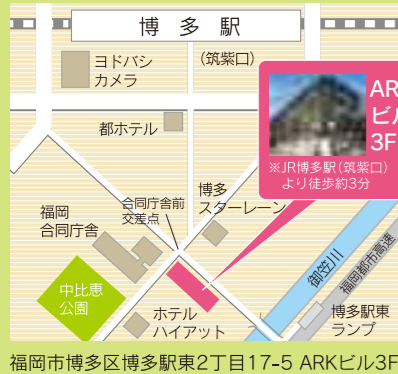 博多駅
ヨドバシ
カメラ
(筑紫口)
AR
ビル
3F
※JR博多駅(筑紫口)
より徒歩約3分
都ホテル
博多
スターレーン
合同庁舎前
交差点
福岡
合同庁舎
中比恵
公園
御笠川
福岡都市高速
ホテル
ハイアット
博多駅東
ランプ
福岡市博多区博多駅東2丁目17-5 ARKビル3F